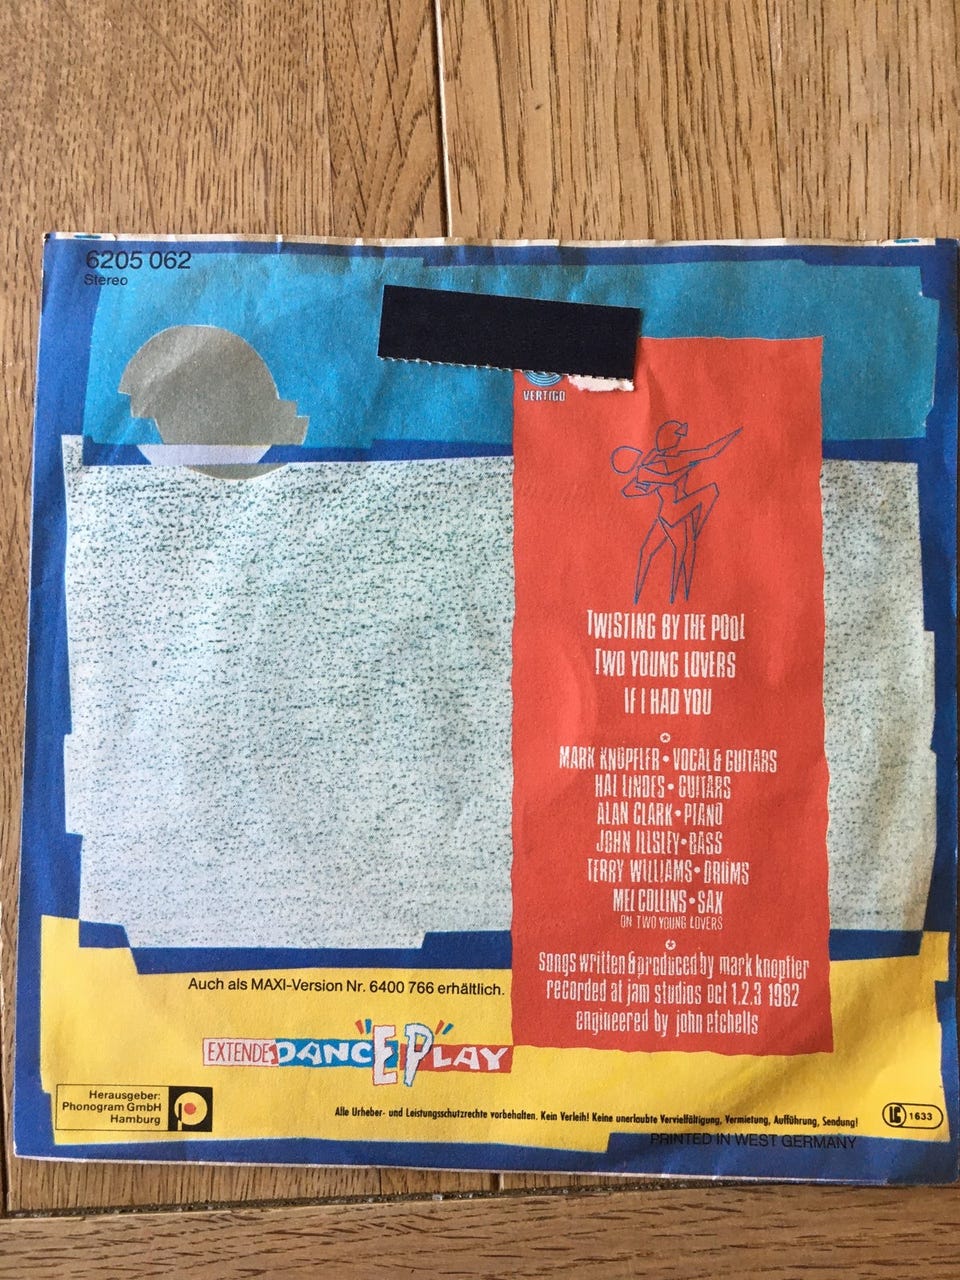 6205 062
Stereo
VERTIGO
TWISTING BY THE POOL
TWO YOUNG LOVERS
IF I HAD YOU
MARK KNOPFLER • VOCAL & GUITARS
HAL LINDES • GUITARS
ALAN CLARK • PIANO
JOHN ILLSLEY • BASS
TERRY WILLIAMS • DRUMS
MEL COLLINS • SAX
ON TWO YOUNG LOVERS
Songs written & produced by mark knopfler
recorded at jam studios oct 1.2.3 1982
engineered by john etchells
Auch als MAXI-Version Nr. 6400 766 erhältlich.
EXTENDEDANCEPLAY
Herausgeber:
Phonogram GmbH
Hamburg
Alle Urheber- und Leistungsschutzrechte vorbehalten. Kein Verleih! Keine unerlaubte Vervielfältigung, Vermietung, Aufführung, Sendung!
LC 1633
PRINTED IN WEST GERMANY